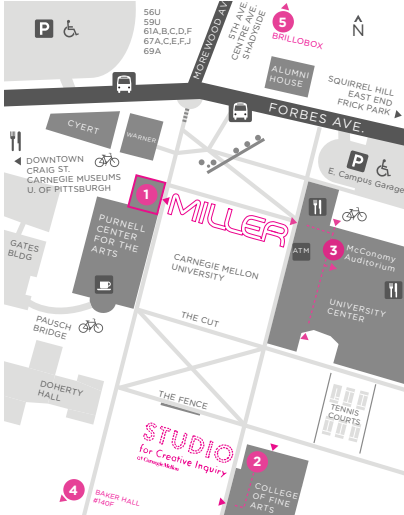 56U
59U
61A,B,C,D,F
67A,C,E,F,J
69A
P
MOREWOOD AVE
5TH AVE.
CENTRE AVE.
SHADYSIDE
5
BRILLOBOX
N
ALUMNI
HOUSE
SQUIRREL HILL
EAST END
FRICK PARK
FORBES AVE.
CYERT
WARNER
P
E. Campus Garage
DOWNTOWN
CRAIG ST.
CARNEGIE MUSEUMS
U. OF PITTSBURGH
1
MILLER
PURNELL
CENTER
FOR THE
ARTS
GATES
BLDG
CARNEGIE MELLON
UNIVERSITY
ATM
3
McConomy
Auditorium
UNIVERSITY
CENTER
PAUSCH
BRIDGE
THE CUT
DOHERTY
HALL
THE FENCE
TENNIS
COURTS
STUDIO
for Creative Inquiry
at Carnegie Mellon
2
COLLEGE
OF FINE
ARTS
4
BAKER HALL
#140F